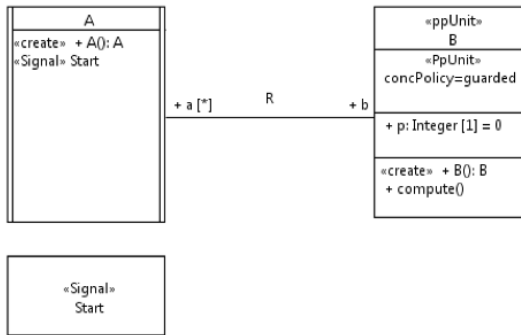 A
«create» + A(): A
«Signal» Start
+ a [*]
R
+ b
«ppUnit»
B
«PpUnit»
concPolicy=guarded
+ p: Integer [1] = 0
«create» + B(): B
+ compute()
«Signal»
Start